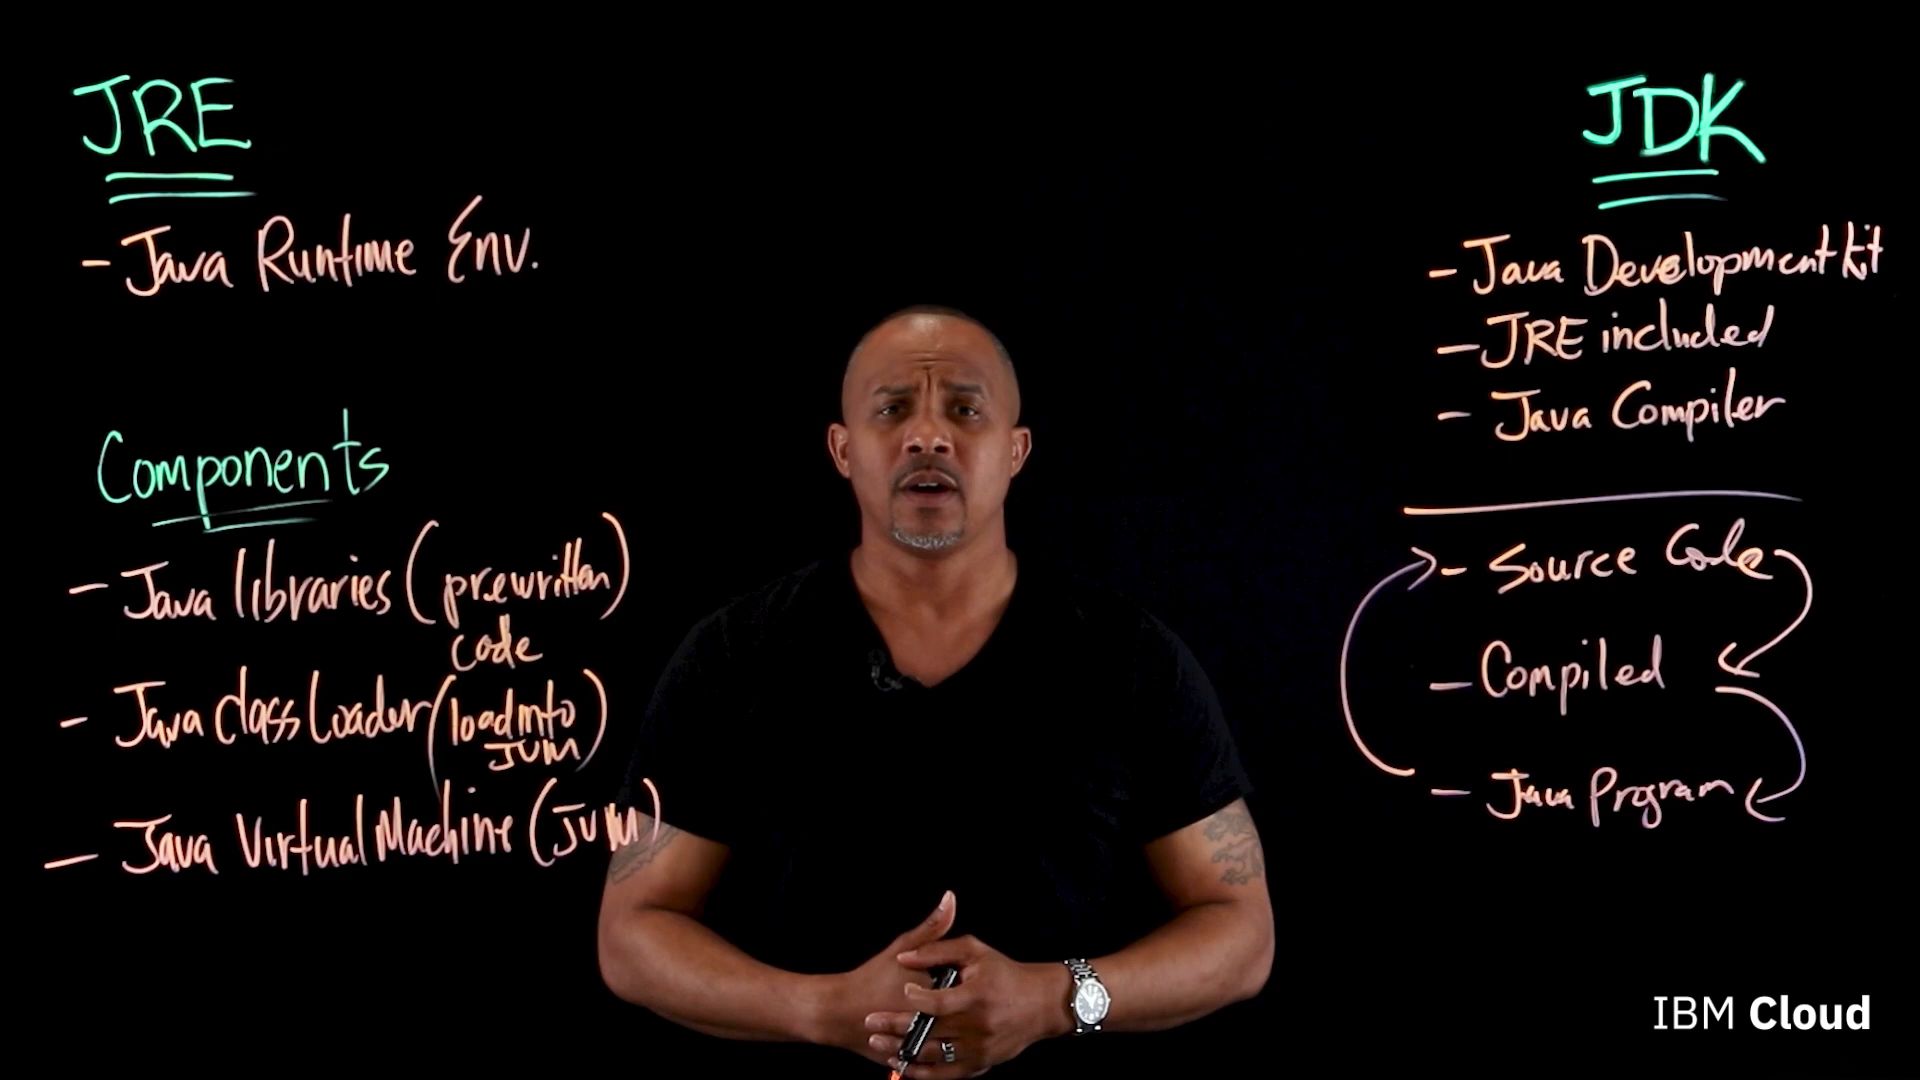 JRE
- Java Runtime Env.
Components
- Java libraries (prewritten)
code
- Java class Loader (load into
JVM)
- Java Virtual Machine (JVM)
JDK
- Java Development kit
- JRE included
- Java Compiler
- Source Code
- Compiled
- Java Program
IBM Cloud